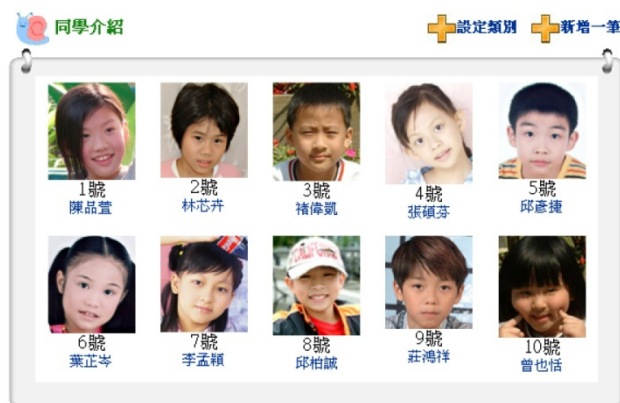 同學介紹
設定類別 新增一筆
1號 2號 3號 4號 5號
陳品萱 林芯卉 褚偉凱 張碩芬 邱彥捷
6號 7號 8號 9號 10號
葉芷岑 李孟穎 邱柏誠 莊鴻祥 曾也恬